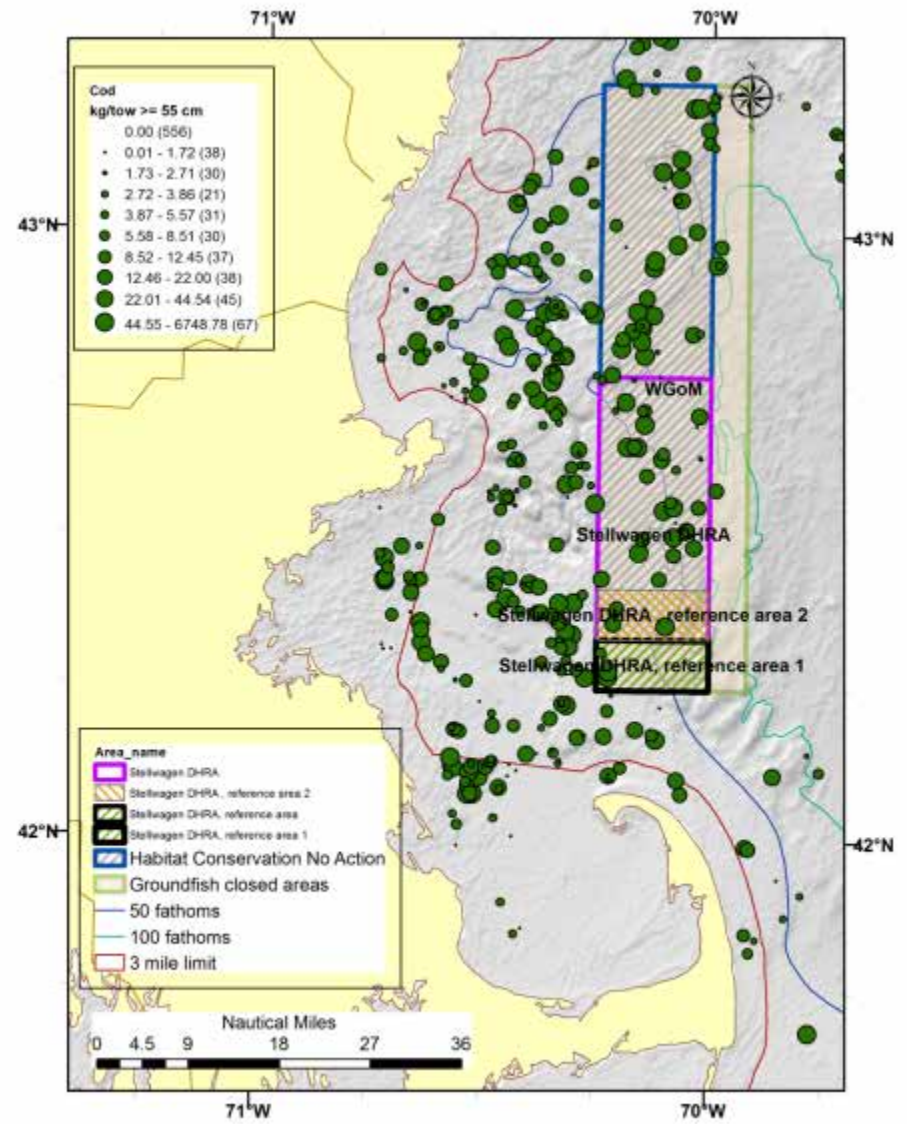 71°W
70°W
Cod
kg/tow >= 55 cm
0.00 (556)
0.01 - 1.72 (38)
1.73 - 2.71 (30)
2.72 - 3.86 (21)
3.87 - 5.57 (31)
5.58 - 8.51 (30)
8.52 - 12.45 (37)
12.46 - 22.00 (38)
22.01 - 44.54 (45)
44.55 - 6748.78 (67)
43°N
43°N
WGoM
Stellwagen DHRA
Stellwagen DHRA , reference area 2
Stellwagen DHRA, reference area 1
Area_name
Stellwagen DHRA
Stellwagen DHRA , reference area 2
Stellwagen DHRA, reference area
Stellwagen DHRA, reference area 1
Habitat Conservation No Action
Groundfish closed areas
50 fathoms
100 fathoms
3 mile limit
42°N
42°N
Nautical Miles
0 4.5 9 18 27 36
71°W
70°W